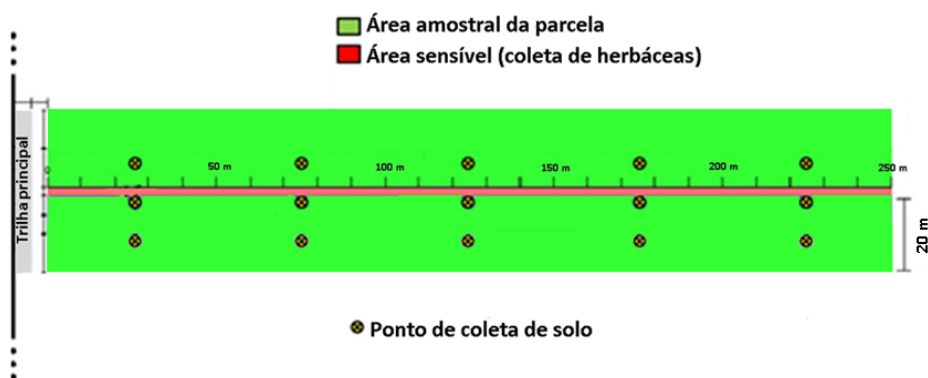 Área amostral da parcela
Área sensível (coleta de herbáceas)
Trilha principal
50 m
100 m
150 m
200 m
250 m
20 m
Ponto de coleta de solo